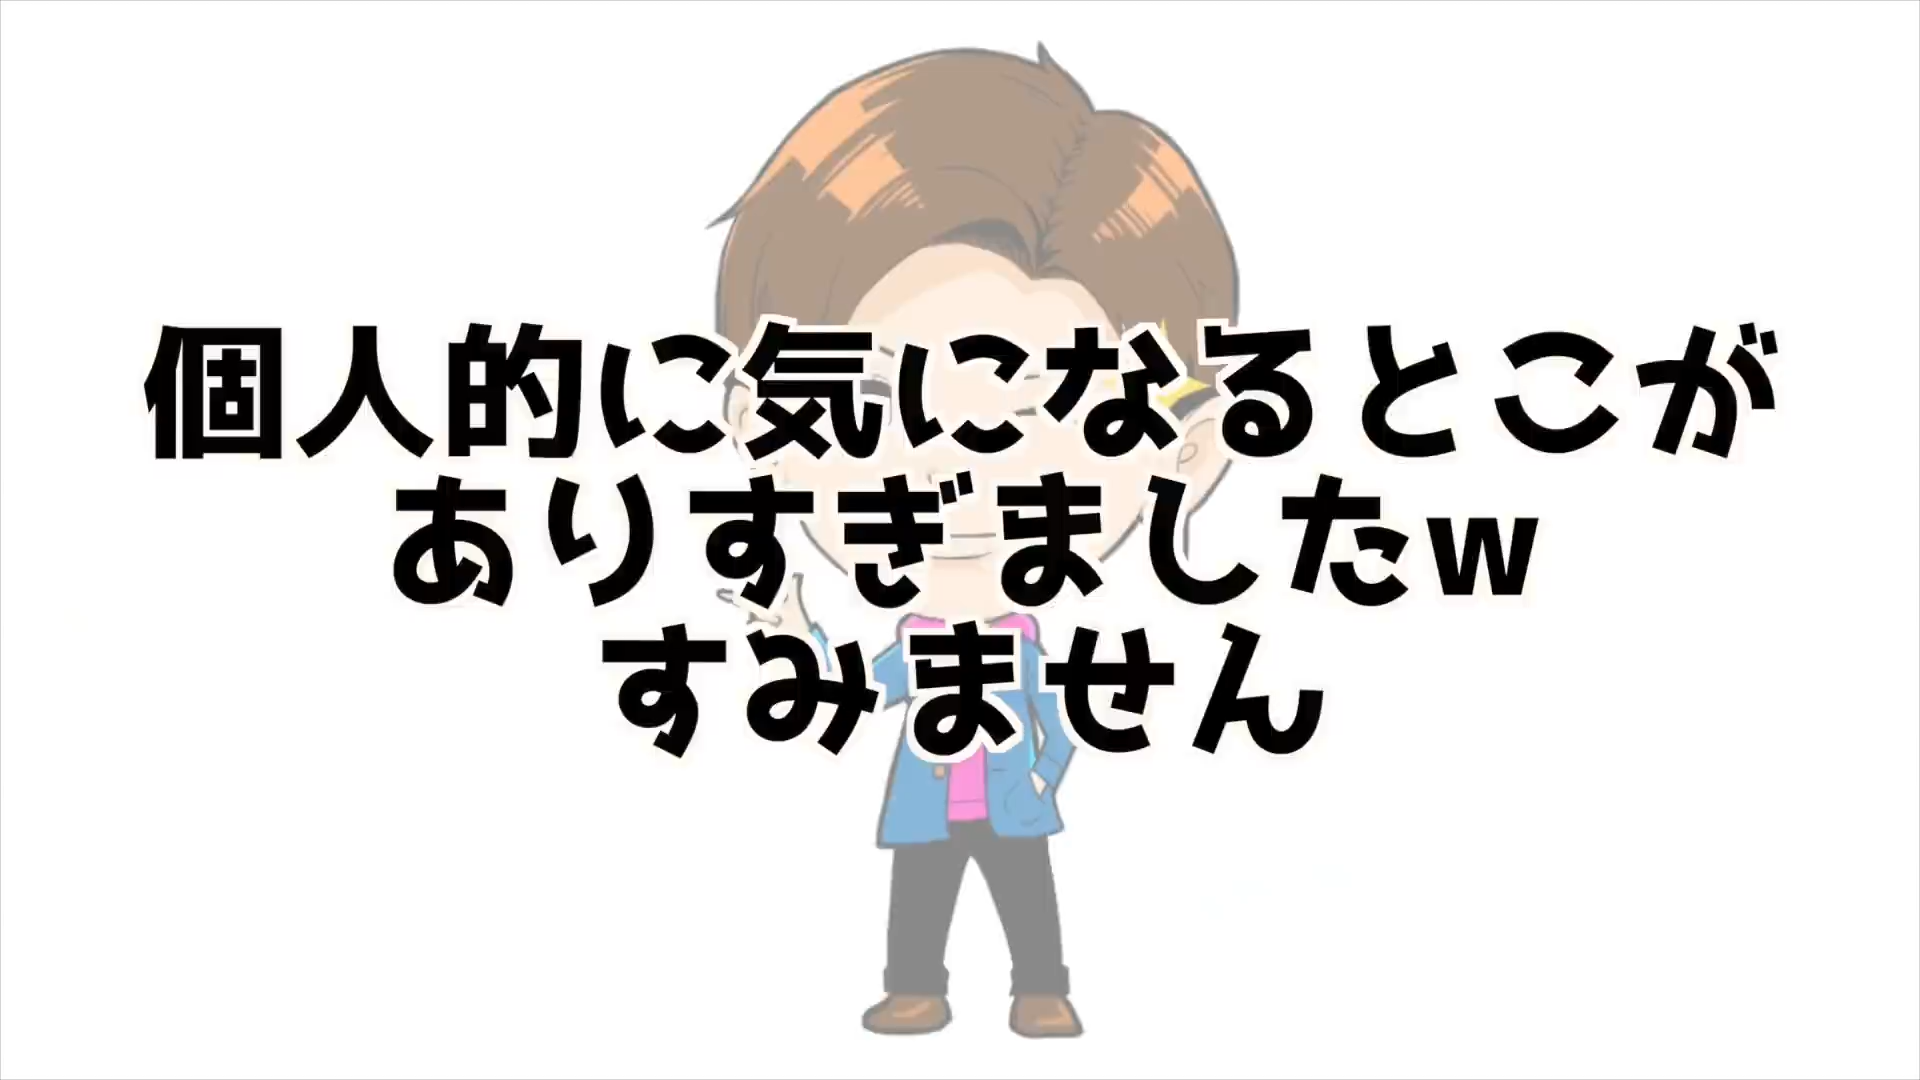 個人的に気になるとこが
ありすぎましたw
すみません